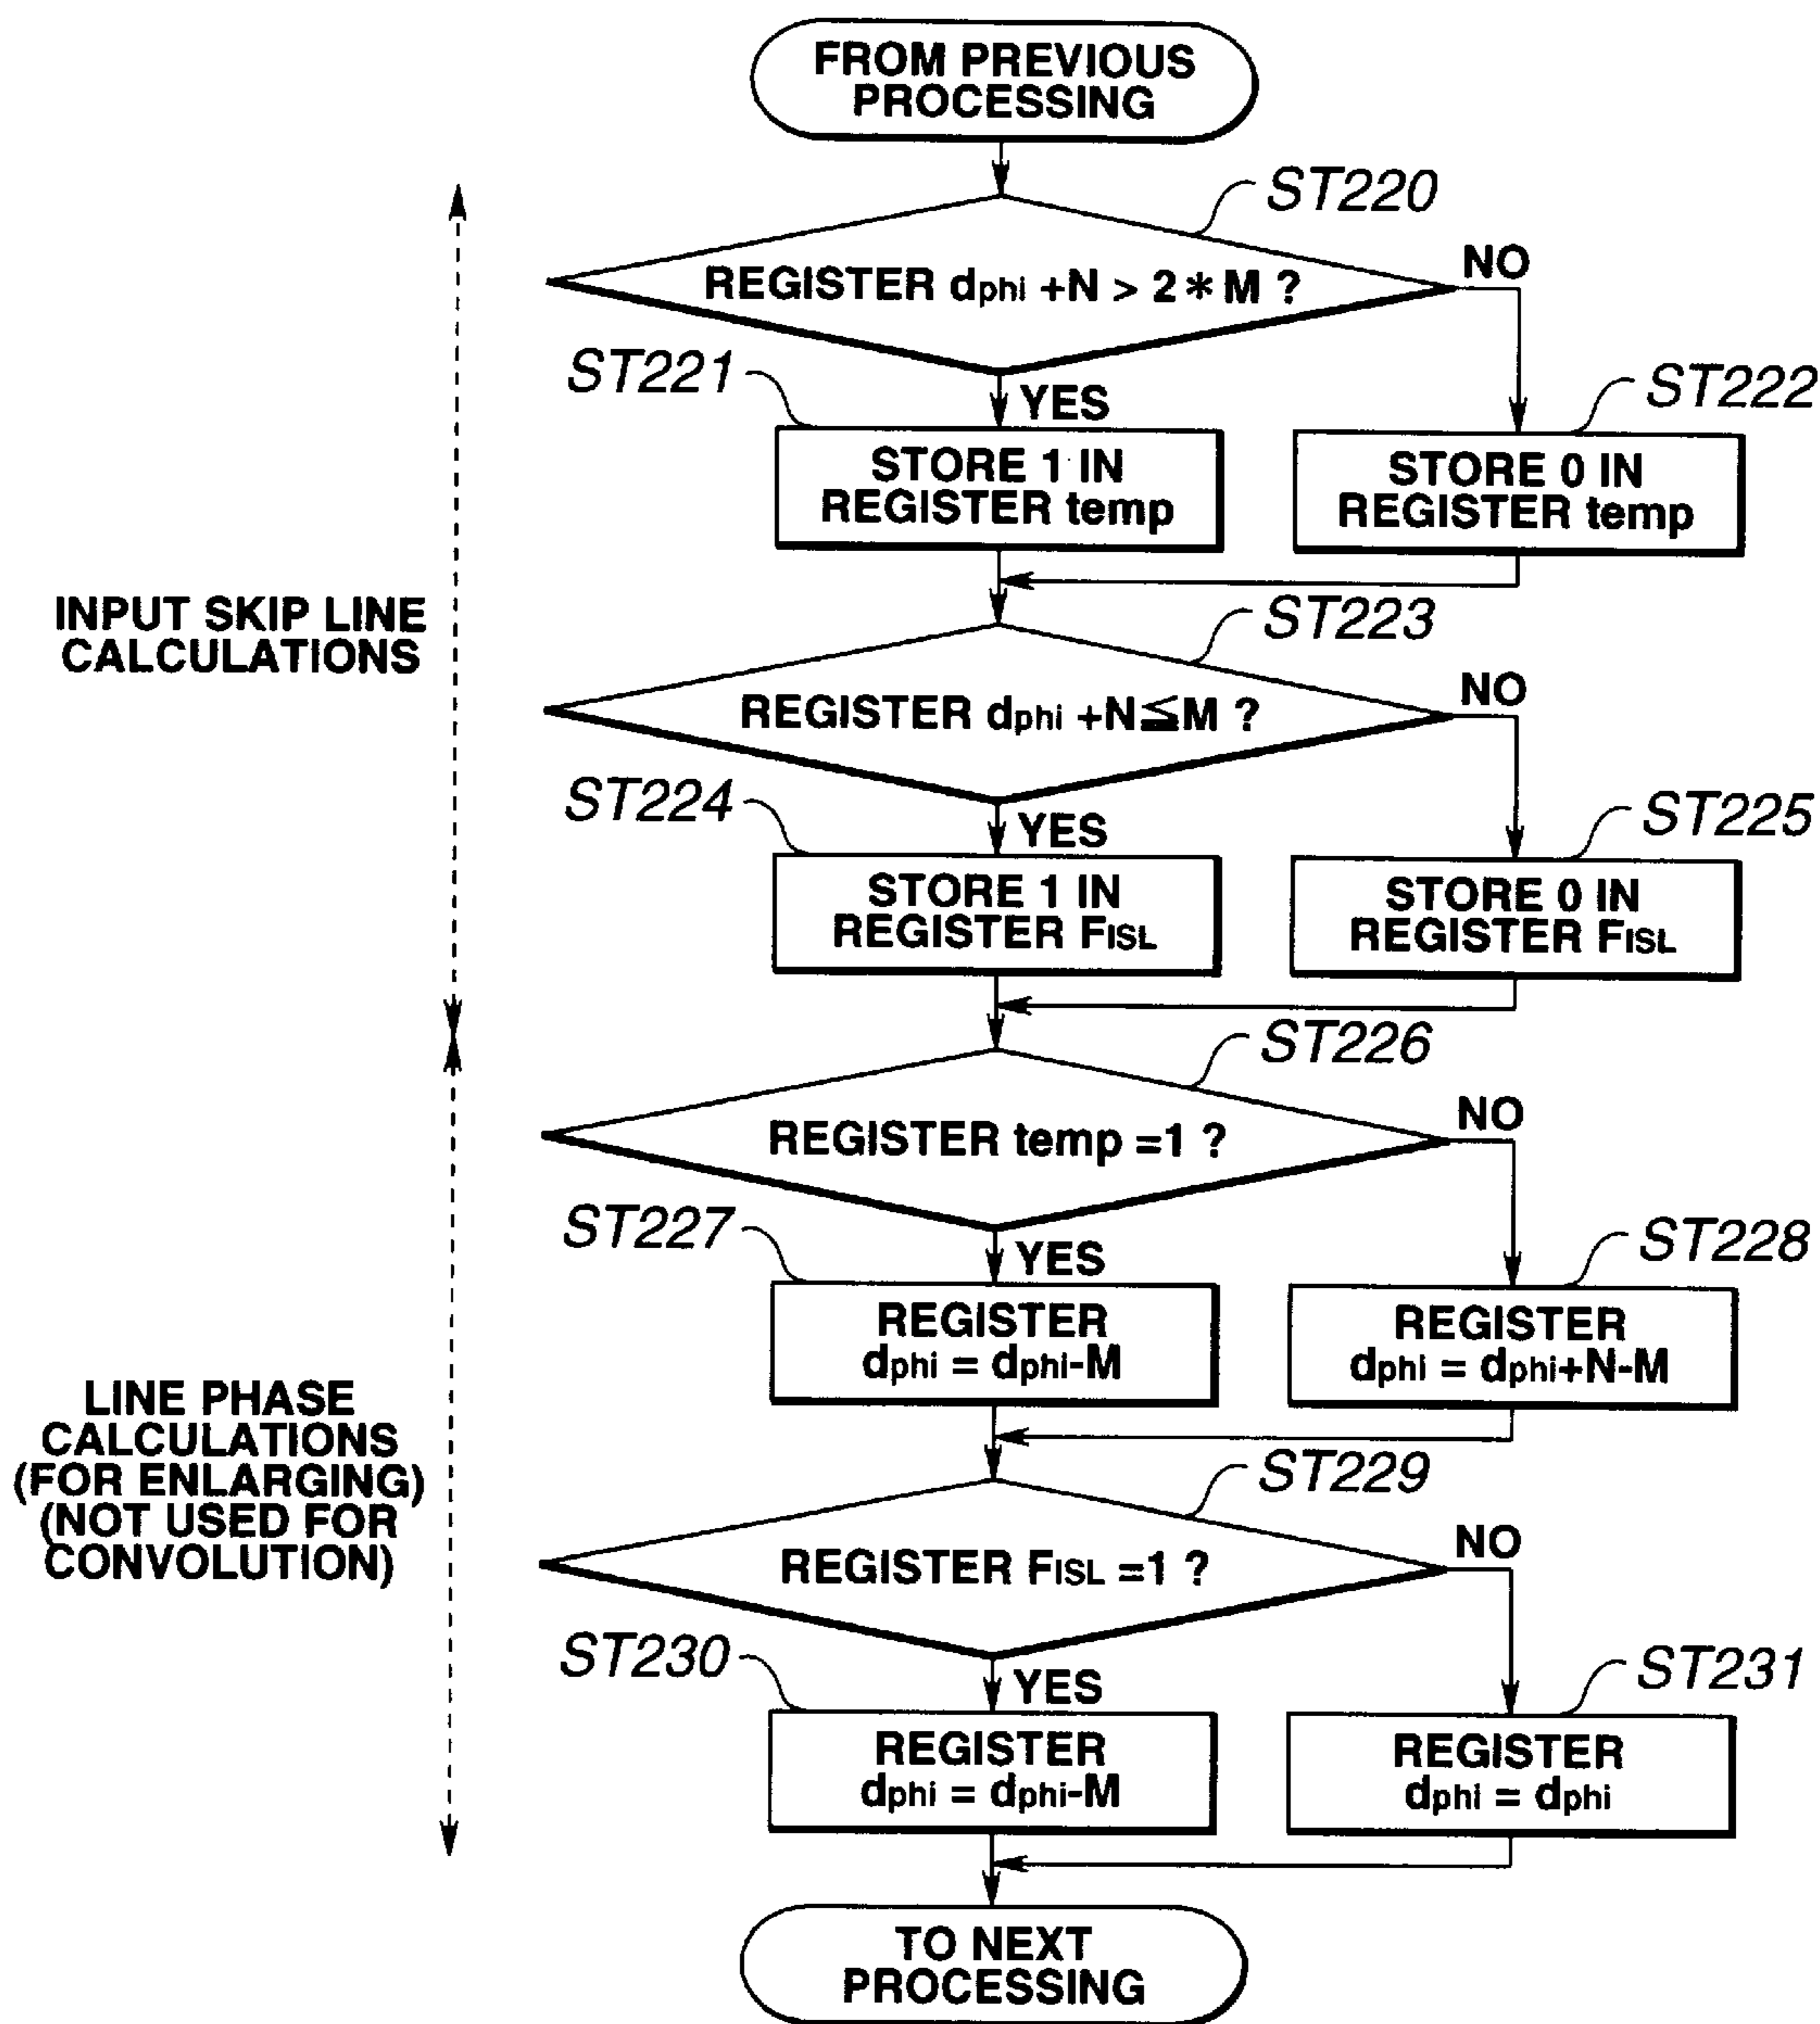 FROM PREVIOUS
PROCESSING
ST220
REGISTER dphi +N > 2*M ?
NO
ST221
YES
ST222
STORE 1 IN
REGISTER temp
STORE 0 IN
REGISTER temp
INPUT SKIP LINE
CALCULATIONS
ST223
REGISTER dphi +N≦M ?
NO
ST224
YES
ST225
STORE 1 IN
REGISTER FISL
STORE 0 IN
REGISTER FISL
ST226
REGISTER temp =1 ?
NO
ST227
YES
ST228
REGISTER
dphi = dphi-M
REGISTER
dphi = dphi+N-M
LINE PHASE
CALCULATIONS
(FOR ENLARGING)
(NOT USED FOR
CONVOLUTION)
ST229
REGISTER FISL =1 ?
NO
ST230
YES
ST231
REGISTER
dphi = dphi-M
REGISTER
dphi = dphi
TO NEXT
PROCESSING